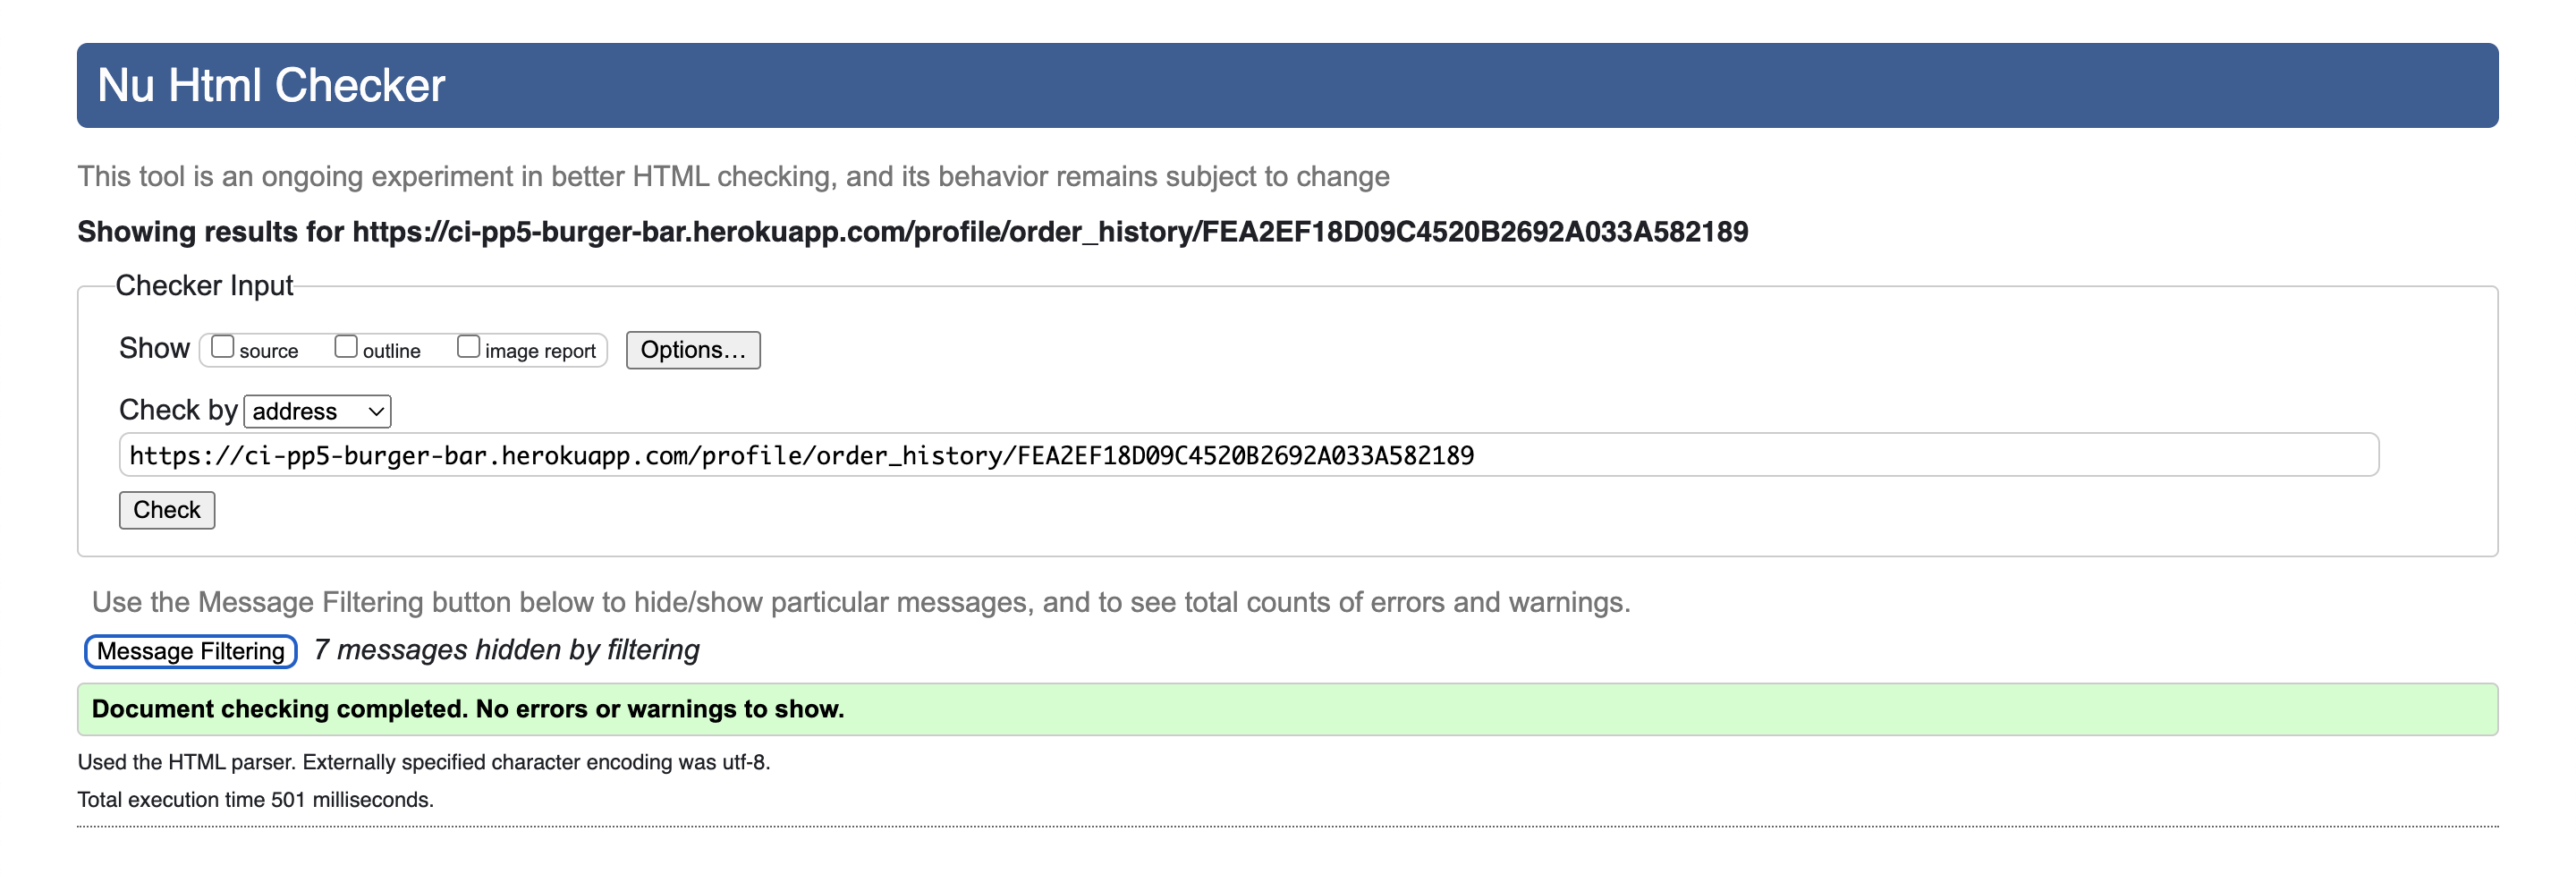 Nu Html Checker
This tool is an ongoing experiment in better HTML checking, and its behavior remains subject to change
Showing results for https://ci-pp5-burger-bar.herokuapp.com/profile/order_history/FEA2EF18D09C4520B2692A033A582189
Checker Input
Show source outline image report Options...
Check by address
https://ci-pp5-burger-bar.herokuapp.com/profile/order_history/FEA2EF18D09C4520B2692A033A582189
Check
Use the Message Filtering button below to hide/show particular messages, and to see total counts of errors and warnings.
Message Filtering 7 messages hidden by filtering
Document checking completed. No errors or warnings to show.
Used the HTML parser. Externally specified character encoding was utf-8.
Total execution time 501 milliseconds.